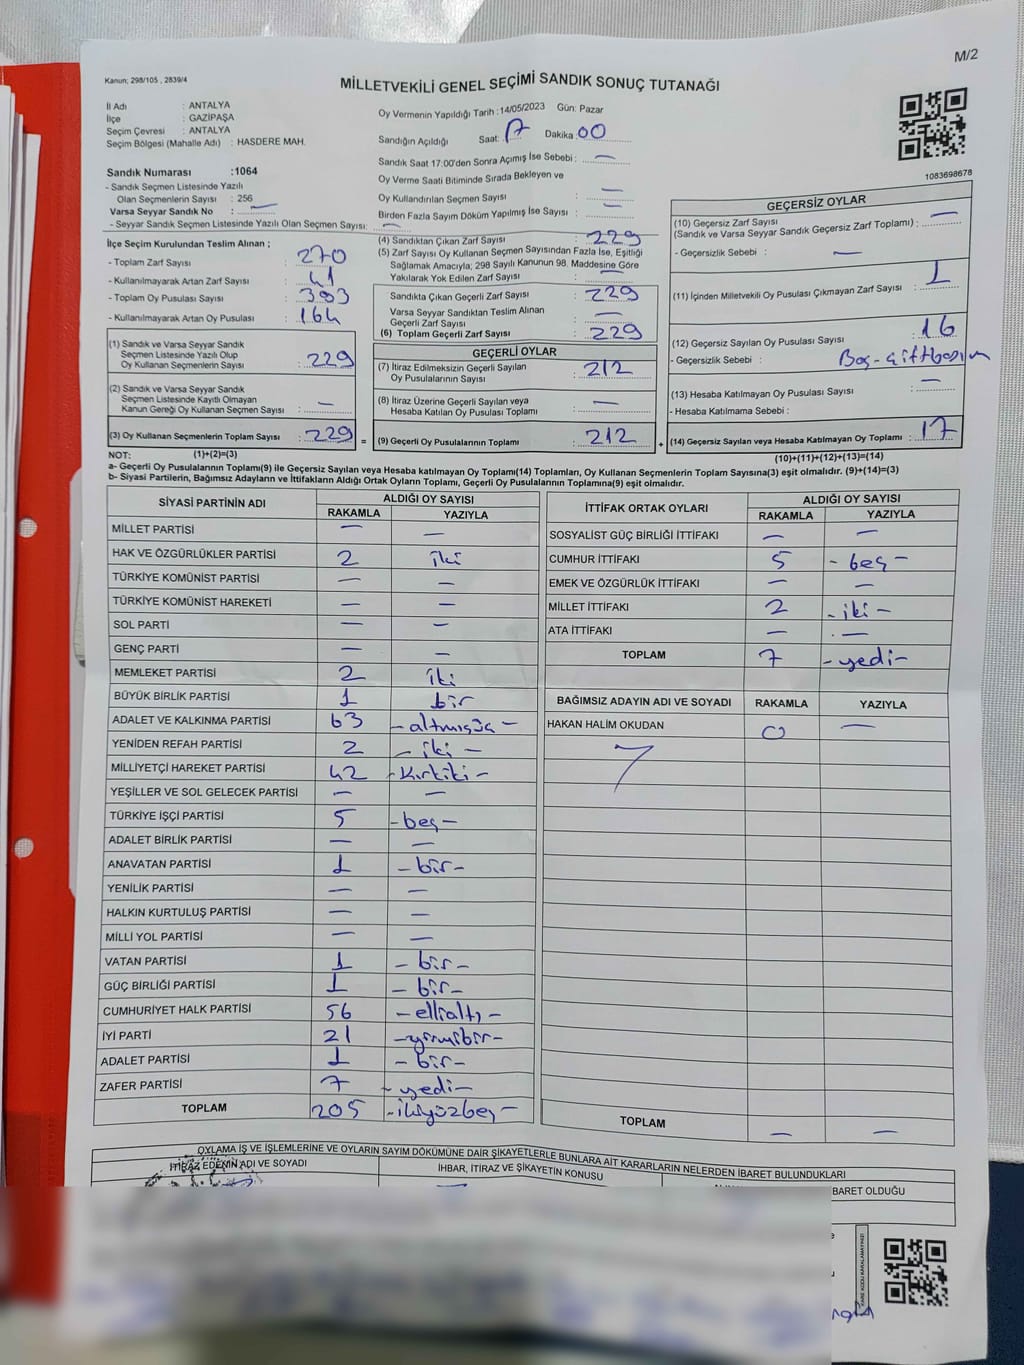 M/2
Kanun; 298/105 , 2839/4
MİLLETVEKİLİ GENEL SEÇİMİ SANDIK SONUÇ TUTANAĞI
İl Adı : ANTALYA
İlçe : GAZİPAŞA
Seçim Çevresi : ANTALYA
Seçim Bölgesi (Mahalle Adı) : HASDERE MAH.
Sandık Numarası :1064
- Sandık Seçmen Listesinde Yazılı
Olan Seçmenlerin Sayısı : 256
Varsa Seyyar Sandık No : —
- Seyyar Sandık Seçmen Listesinde Yazılı Olan Seçmen Sayısı: —
Oy Vermenin Yapıldığı Tarih :14/05/2023 Gün: Pazar
Sandığın Açıldığı Saat: 17 Dakika 00
Sandık Saat 17:00'den Sonra Açımış İse Sebebi : —
Oy Verme Saati Bitiminde Sırada Bekleyen ve
Oy Kullandırılan Seçmen Sayısı : —
Birden Fazla Sayım Döküm Yapılmış İse Sayısı : —
1083698678
İlçe Seçim Kurulundan Teslim Alınan ;
- Toplam Zarf Sayısı : 270
- Kullanılmayarak Artan Zarf Sayısı : 41
- Toplam Oy Pusulası Sayısı : 393
- Kullanılmayarak Artan Oy Pusulası : 164
(1) Sandık ve Varsa Seyyar Sandık
Seçmen Listesinde Yazılı Olup
Oy Kullanan Seçmenlerin Sayısı : 229
(2) Sandık ve Varsa Seyyar Sandık
Seçmen Listesinde Kayıtlı Olmayan
Kanun Gereği Oy Kullanan Seçmen Sayısı : —
(3) Oy Kullanan Seçmenlerin Toplam Sayısı : 229 =
(4) Sandıktan Çıkan Zarf Sayısı : 229
(5) Zarf Sayısı Oy Kullanan Seçmen Sayısından Fazla İse, Eşitliği
Sağlamak Amacıyla; 298 Sayılı Kanunun 98. Maddesine Göre
Yakılarak Yok Edilen Zarf Sayısı : —
Sandıkta Çıkan Geçerli Zarf Sayısı : 229
Varsa Seyyar Sandıktan Teslim Alınan
Geçerli Zarf Sayısı : —
(6) Toplam Geçerli Zarf Sayısı : 229
GEÇERLİ OYLAR
(7) İtiraz Edilmeksizin Geçerli Sayılan
Oy Pusulalarının Sayısı : 212
(8) İtiraz Üzerine Geçerli Sayılan veya
Hesaba Katılan Oy Pusulası Toplamı : —
(9) Geçerli Oy Pusulalarının Toplamı : 212 +
GEÇERSİZ OYLAR
(10) Geçersiz Zarf Sayısı
(Sandık ve Varsa Seyyar Sandık Geçersiz Zarf Toplamı) : —
- Geçersizlik Sebebi : —
(11) İçinden Milletvekili Oy Pusulası Çıkmayan Zarf Sayısı : 1
(12) Geçersiz Sayılan Oy Pusulası Sayısı : 16
- Geçersizlik Sebebi : Boş-çiftbasım
(13) Hesaba Katılmayan Oy Pusulası Sayısı : —
- Hesaba Katılmama Sebebi :
(14) Geçersiz Sayılan veya Hesaba Katılmayan Oy Toplamı : 17
NOT: (1)+(2)=(3)
(10)+(11)+(12)+(13)=(14)
a- Geçerli Oy Pusulalarının Toplamı(9) ile Geçersiz Sayılan veya Hesaba katılmayan Oy Toplamı(14) Toplamları, Oy Kullanan Seçmenlerin Toplam Sayısına(3) eşit olmalıdır. (9)+(14)=(3)
b- Siyasi Partilerin, Bağımsız Adayların ve İttifakların Aldığı Ortak Oyların Toplamı, Geçerli Oy Pusulalarının Toplamına(9) eşit olmalıdır.
SİYASİ PARTİNİN ADI ALDIĞI OY SAYISI
RAKAMLA YAZIYLA
MİLLET PARTİSİ — —
HAK VE ÖZGÜRLÜKLER PARTİSİ 2 iki
TÜRKİYE KOMÜNİST PARTİSİ — —
TÜRKİYE KOMÜNİST HAREKETİ — —
SOL PARTİ — —
GENÇ PARTİ — —
MEMLEKET PARTİSİ 2 iki
BÜYÜK BİRLİK PARTİSİ 1 bir
ADALET VE KALKINMA PARTİSİ 63 -altmışüç-
YENİDEN REFAH PARTİSİ 2 - iki -
MİLLİYETÇİ HAREKET PARTİSİ 42 -Kırkiki-
YEŞİLLER VE SOL GELECEK PARTİSİ — —
TÜRKİYE İŞÇİ PARTİSİ 5 -beş-
ADALET BİRLİK PARTİSİ — —
ANAVATAN PARTİSİ 1 -bir-
YENİLİK PARTİSİ — —
HALKIN KURTULUŞ PARTİSİ — —
MİLLİ YOL PARTİSİ — —
VATAN PARTİSİ 1 -bir-
GÜÇ BİRLİĞİ PARTİSİ 1 -bir-
CUMHURİYET HALK PARTİSİ 56 -ellialtı-
İYİ PARTİ 21 -yirmibir-
ADALET PARTİSİ 1 -bir-
ZAFER PARTİSİ 7 -yedi-
TOPLAM 205 -ikiyüzbeş-
İTTİFAK ORTAK OYLARI ALDIĞI OY SAYISI
RAKAMLA YAZIYLA
SOSYALİST GÜÇ BİRLİĞİ İTTİFAKI — —
CUMHUR İTTİFAKI 5 -beş-
EMEK VE ÖZGÜRLÜK İTTİFAKI — —
MİLLET İTTİFAKI 2 -iki-
ATA İTTİFAKI — —
TOPLAM 7 -yedi-
BAĞIMSIZ ADAYIN ADI VE SOYADI RAKAMLA YAZIYLA
HAKAN HALİM OKUDAN 0 —
TOPLAM — —
OYLAMA İŞ VE İŞLEMLERİNE VE OYLARIN SAYIM DÖKÜMÜNE DAİR ŞİKAYETLERLE BUNLARA AİT KARARLARIN NELERDEN İBARET BULUNDUKLARI
İTİRAZ EDENİN ADI VE SOYADI İHBAR, İTİRAZ VE ŞİKAYETİN KONUSU BARET OLDUĞU